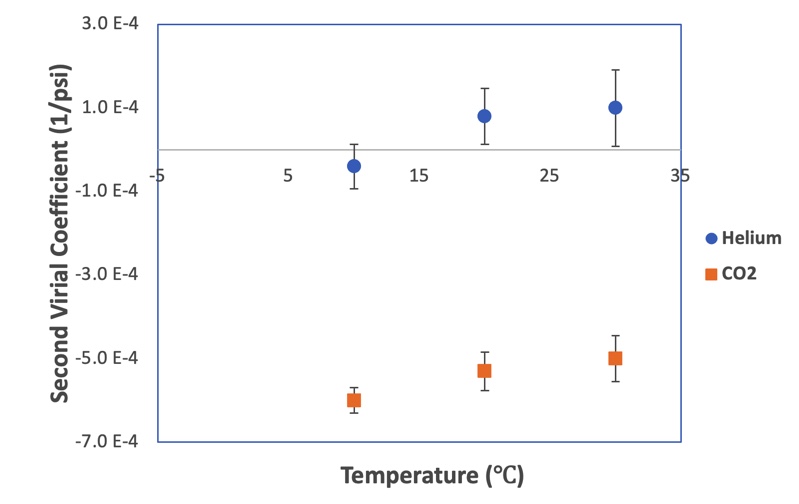 3.0 E-4
1.0 E-4
-5 5 15 25 35
-1.0 E-4
-3.0 E-4
-5.0 E-4
-7.0 E-4
Second Virial Coefficient (1/psi)
Temperature (℃)
Helium
CO2